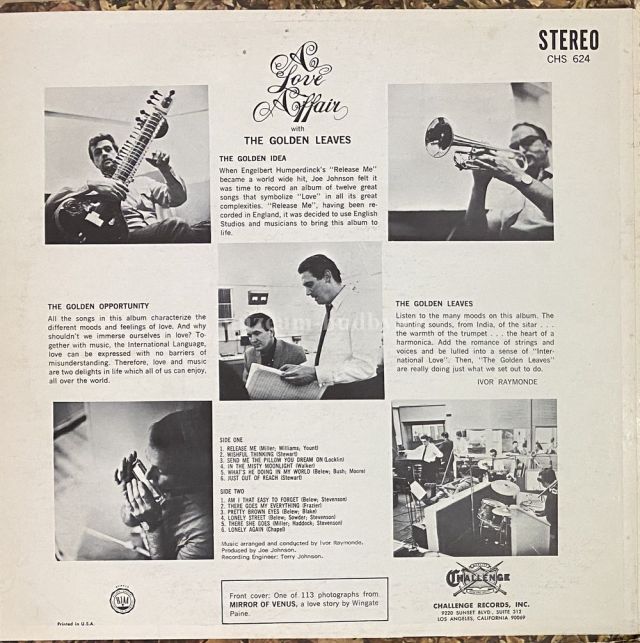 STEREO
CHS 624
A
Love
Affair
with
THE GOLDEN LEAVES
THE GOLDEN IDEA
When Engelbert Humperdinck's "Release Me"
became a world wide hit, Joe Johnson felt it
was time to record an album of twelve great
songs that symbolize "Love" in all its great
complexities. "Release Me", having been re-
corded in England, it was decided to use English
Studios and musicians to bring this album to
life.
THE GOLDEN OPPORTUNITY
All the songs in this album characterize the
different moods and feelings of love. And why
shouldn't we immerse ourselves in love? To-
gether with music, the International Language,
love can be expressed with no barriers of
misunderstanding. Therefore, love and music
are two delights in life which all of us can enjoy,
all over the world.
THE GOLDEN LEAVES
Listen to the many moods on this album. The
haunting sounds, from India, of the sitar . . .
the warmth of the trumpet . . . the heart of a
harmonica. Add the romance of strings and
voices and be lulled into a sense of "Inter-
national Love". Then, "The Golden Leaves"
are really doing just what we set out to do.
IVOR RAYMONDE
SIDE ONE
1. RELEASE ME (Miller; Williams, Yount)
2. WISHFUL THINKING (Stewart)
3. SEND ME THE PILLOW YOU DREAM ON (Locklin)
4. IN THE MISTY MOONLIGHT (Walker)
5. WHAT'S HE DOING IN MY WORLD (Belew; Bush; Moore)
6. JUST OUT OF REACH (Stewart)
SIDE TWO
1. AM I THAT EASY TO FORGET (Belew; Stevenson)
2. THERE GOES MY EVERYTHING (Frazier)
3. PRETTY BROWN EYES (Belew; Blake)
4. LONELY STREET (Belew; Sowder; Stevenson)
5. THERE SHE GOES (Miller; Haddock; Stevenson)
6. LONELY AGAIN (Chapel)
Music arranged and conducted by Ivor Raymonde.
Produced by Joe Johnson.
Recording Engineer: Terry Johnson.
BIM
Printed in U.S.A.
Front cover: One of 113 photographs from
MIRROR OF VENUS, a love story by Wingate
Paine.
CHALLENGE
CHALLENGE RECORDS, INC.
9220 SUNSET BLVD., SUITE 312
LOS ANGELES, CALIFORNIA 90069